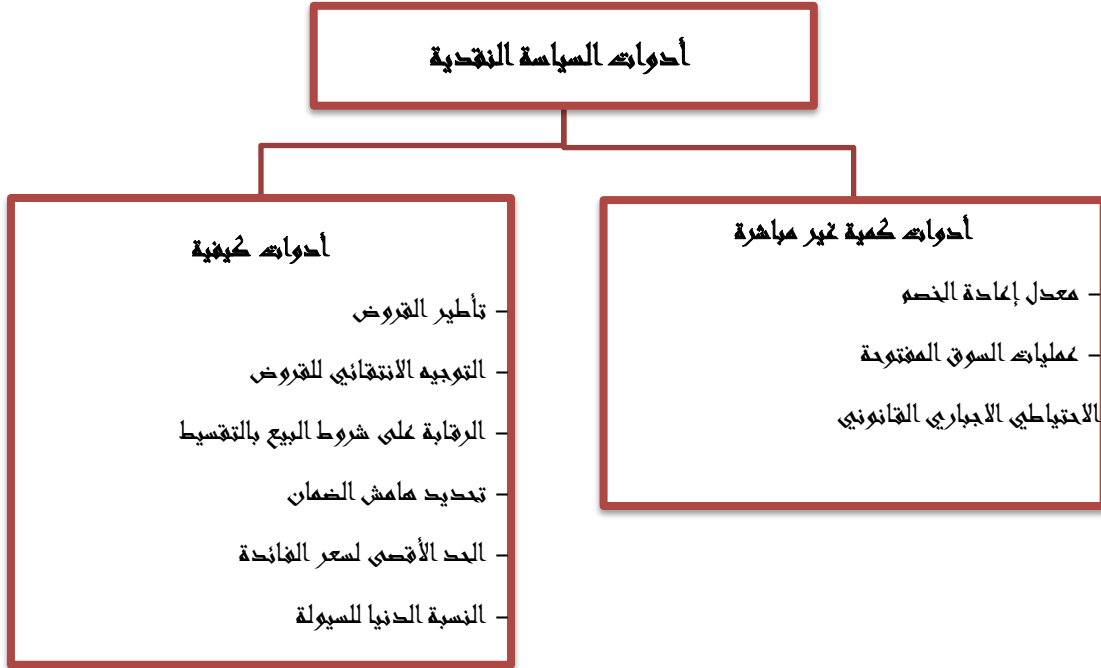 أدوات السياسة النقدية
أدوات كمية غير مباشرة
- معدل إعادة الخصم
- عمليات السوق المفتوحة
الاحتياطي الاجباري القانوني
أدوات كيفية
- تأطير القروض
- التوجيه الانتقائي للقروض
- الرقابة على شروط البيع بالتقسيط
- تحديد هامش الضمان
- الحد الأقصى لسعر الفائدة
- النسبة الدنيا للسيولة